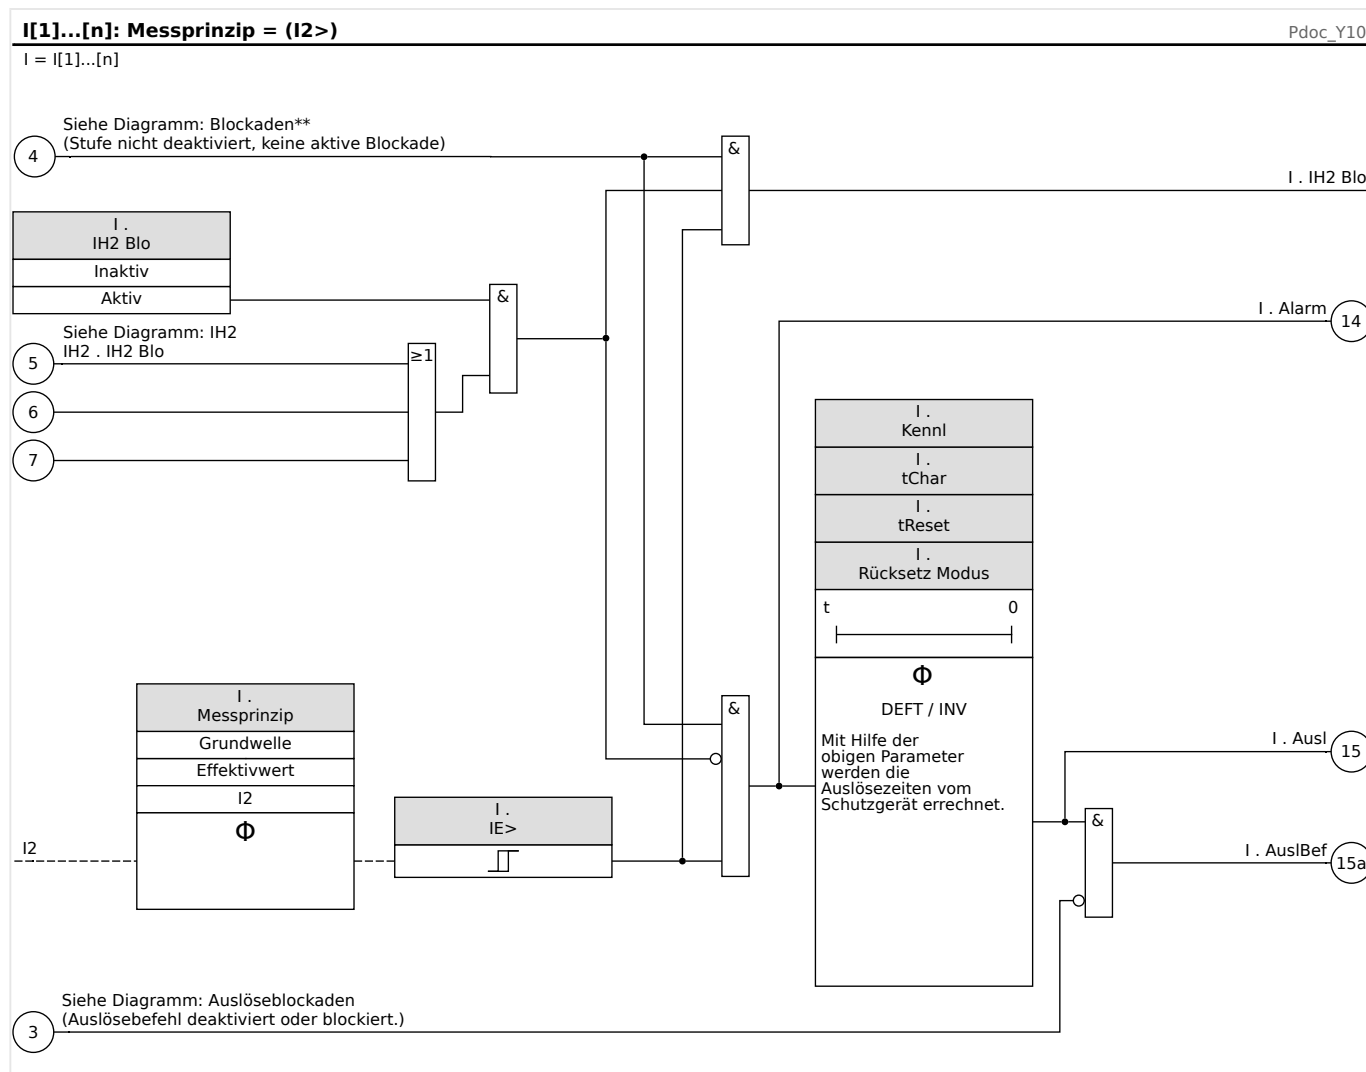 I[1]...[n]: Messprinzip = (I2>)
Pdoc_Y10
I = I[1]...[n]
Siehe Diagramm: Blockaden**
(Stufe nicht deaktiviert, keine aktive Blockade)
4
&
I . IH2 Blo
I .
IH2 Blo
Inaktiv
Aktiv
&
I . Alarm
14
Siehe Diagramm: IH2
IH2 . IH2 Blo
5
≥1
6
7
I .
Kennl
I .
tChar
I .
tReset
I .
Rücksetz Modus
t 0
Φ
DEFT / INV
Mit Hilfe der
obigen Parameter
werden die
Auslösezeiten vom
Schutzgerät errechnet.
I .
Messprinzip
Grundwelle
Effektivwert
I2
Φ
I2
I .
IE>
&
I . Ausl
15
&
I . AuslBef
15a
Siehe Diagramm: Auslöseblockaden
(Auslösebefehl deaktiviert oder blockiert.)
3